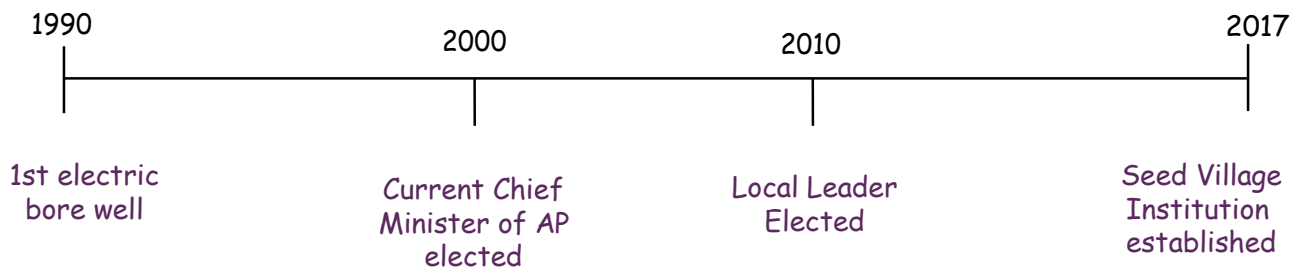 1990
2000
2010
2017
1st electric
bore well
Current Chief
Minister of AP
elected
Local Leader
Elected
Seed Village
Institution
established